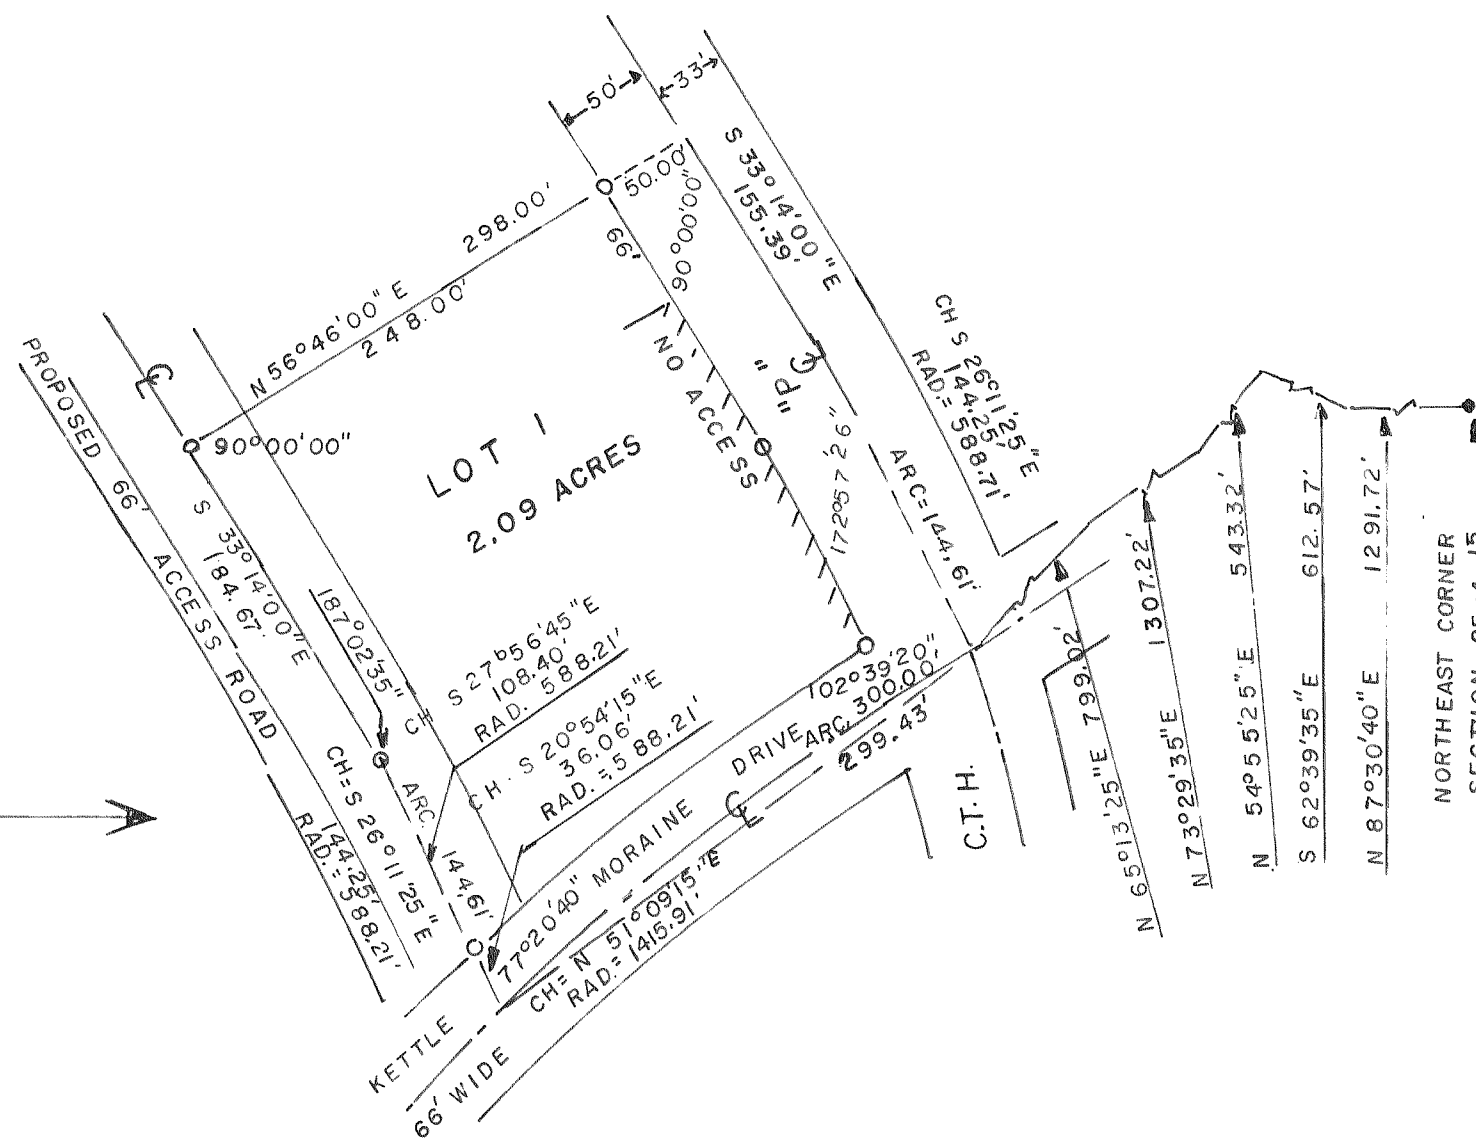 50'
33'
50.00'
298.00'
N 56°46'00" E
248.00'
66'
90°00'00"
S 33°14'00"E
155.39'
NO ACCESS
"P"
CH S 26°11'25"E
144.25'
RAD.= 588.71'
ARC=144.61'
172°57'26"
PROPOSED 66' ACCESS ROAD
90°00'00"
LOT 1
2.09 ACRES
S 33°14'00"E
184.67'
187°02'35"
CH S 27°56'45"E
108.40'
RAD. 588.21'
CH. S 20°54'15"E
36.06'
RAD.=588.21'
ARC. 144.61'
CH=S 26°11'25"E
144.25'
RAD.= 588.21'
102°39'20"
ARC 300.00'
299.43'
77°20'40"
KETTLE MORAINE DRIVE
CH= N 51°09'15"E
RAD.= 1415.91'
66' WIDE
C.T.H.
N 65°13'25"E 799.02'
N 73°29'35"E 1307.22'
N 54°55'25"E 543.32'
S 62°39'35"E 612.57'
N 87°30'40"E 1291.72'
NORTHEAST CORNER